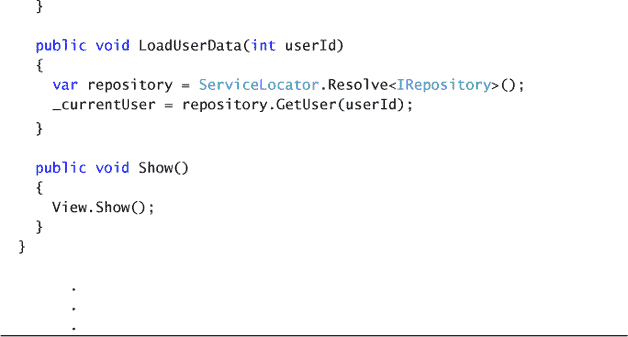 }
public void LoadUserData(int userId)
{
var repository = ServiceLocator.Resolve<IRepository>();
_currentUser = repository.GetUser(userId);
}
public void Show()
{
View.Show();
}
}
.
.
.